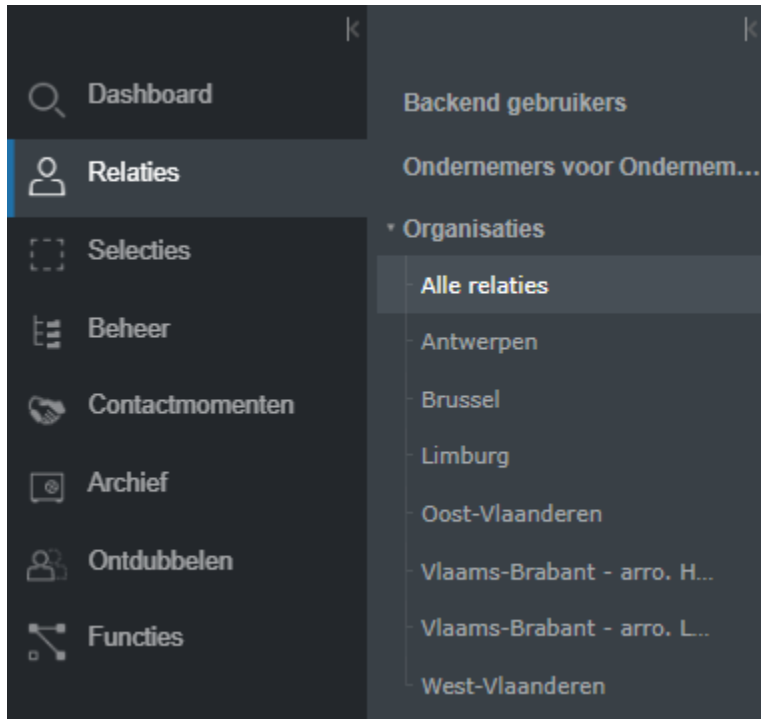 Dashboard
Relaties
Selecties
Beheer
Contactmomenten
Archief
Ontdubbelen
Functies
Backend gebruikers
Ondernemers voor Ondernem...
Organisaties
Alle relaties
Antwerpen
Brussel
Limburg
Oost-Vlaanderen
Vlaams-Brabant - arro. H...
Vlaams-Brabant - arro. L...
West-Vlaanderen